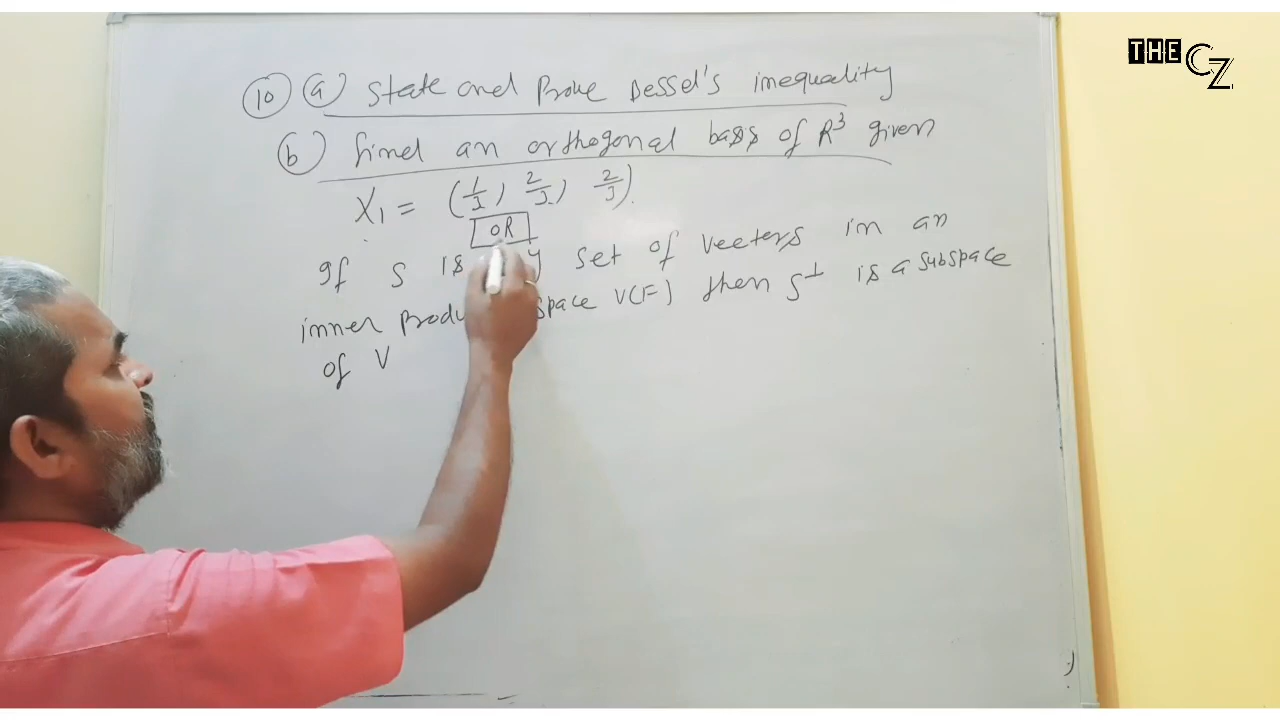 THE CZ
10 a State and Prove Bessel's inequality
b find an orthogonal basis of R³ given
X₁ = (1/3, 2/3, 2/3).
OR
If S is set of vectors in an
inner space V(F) then S⊥ is a subspace
of V